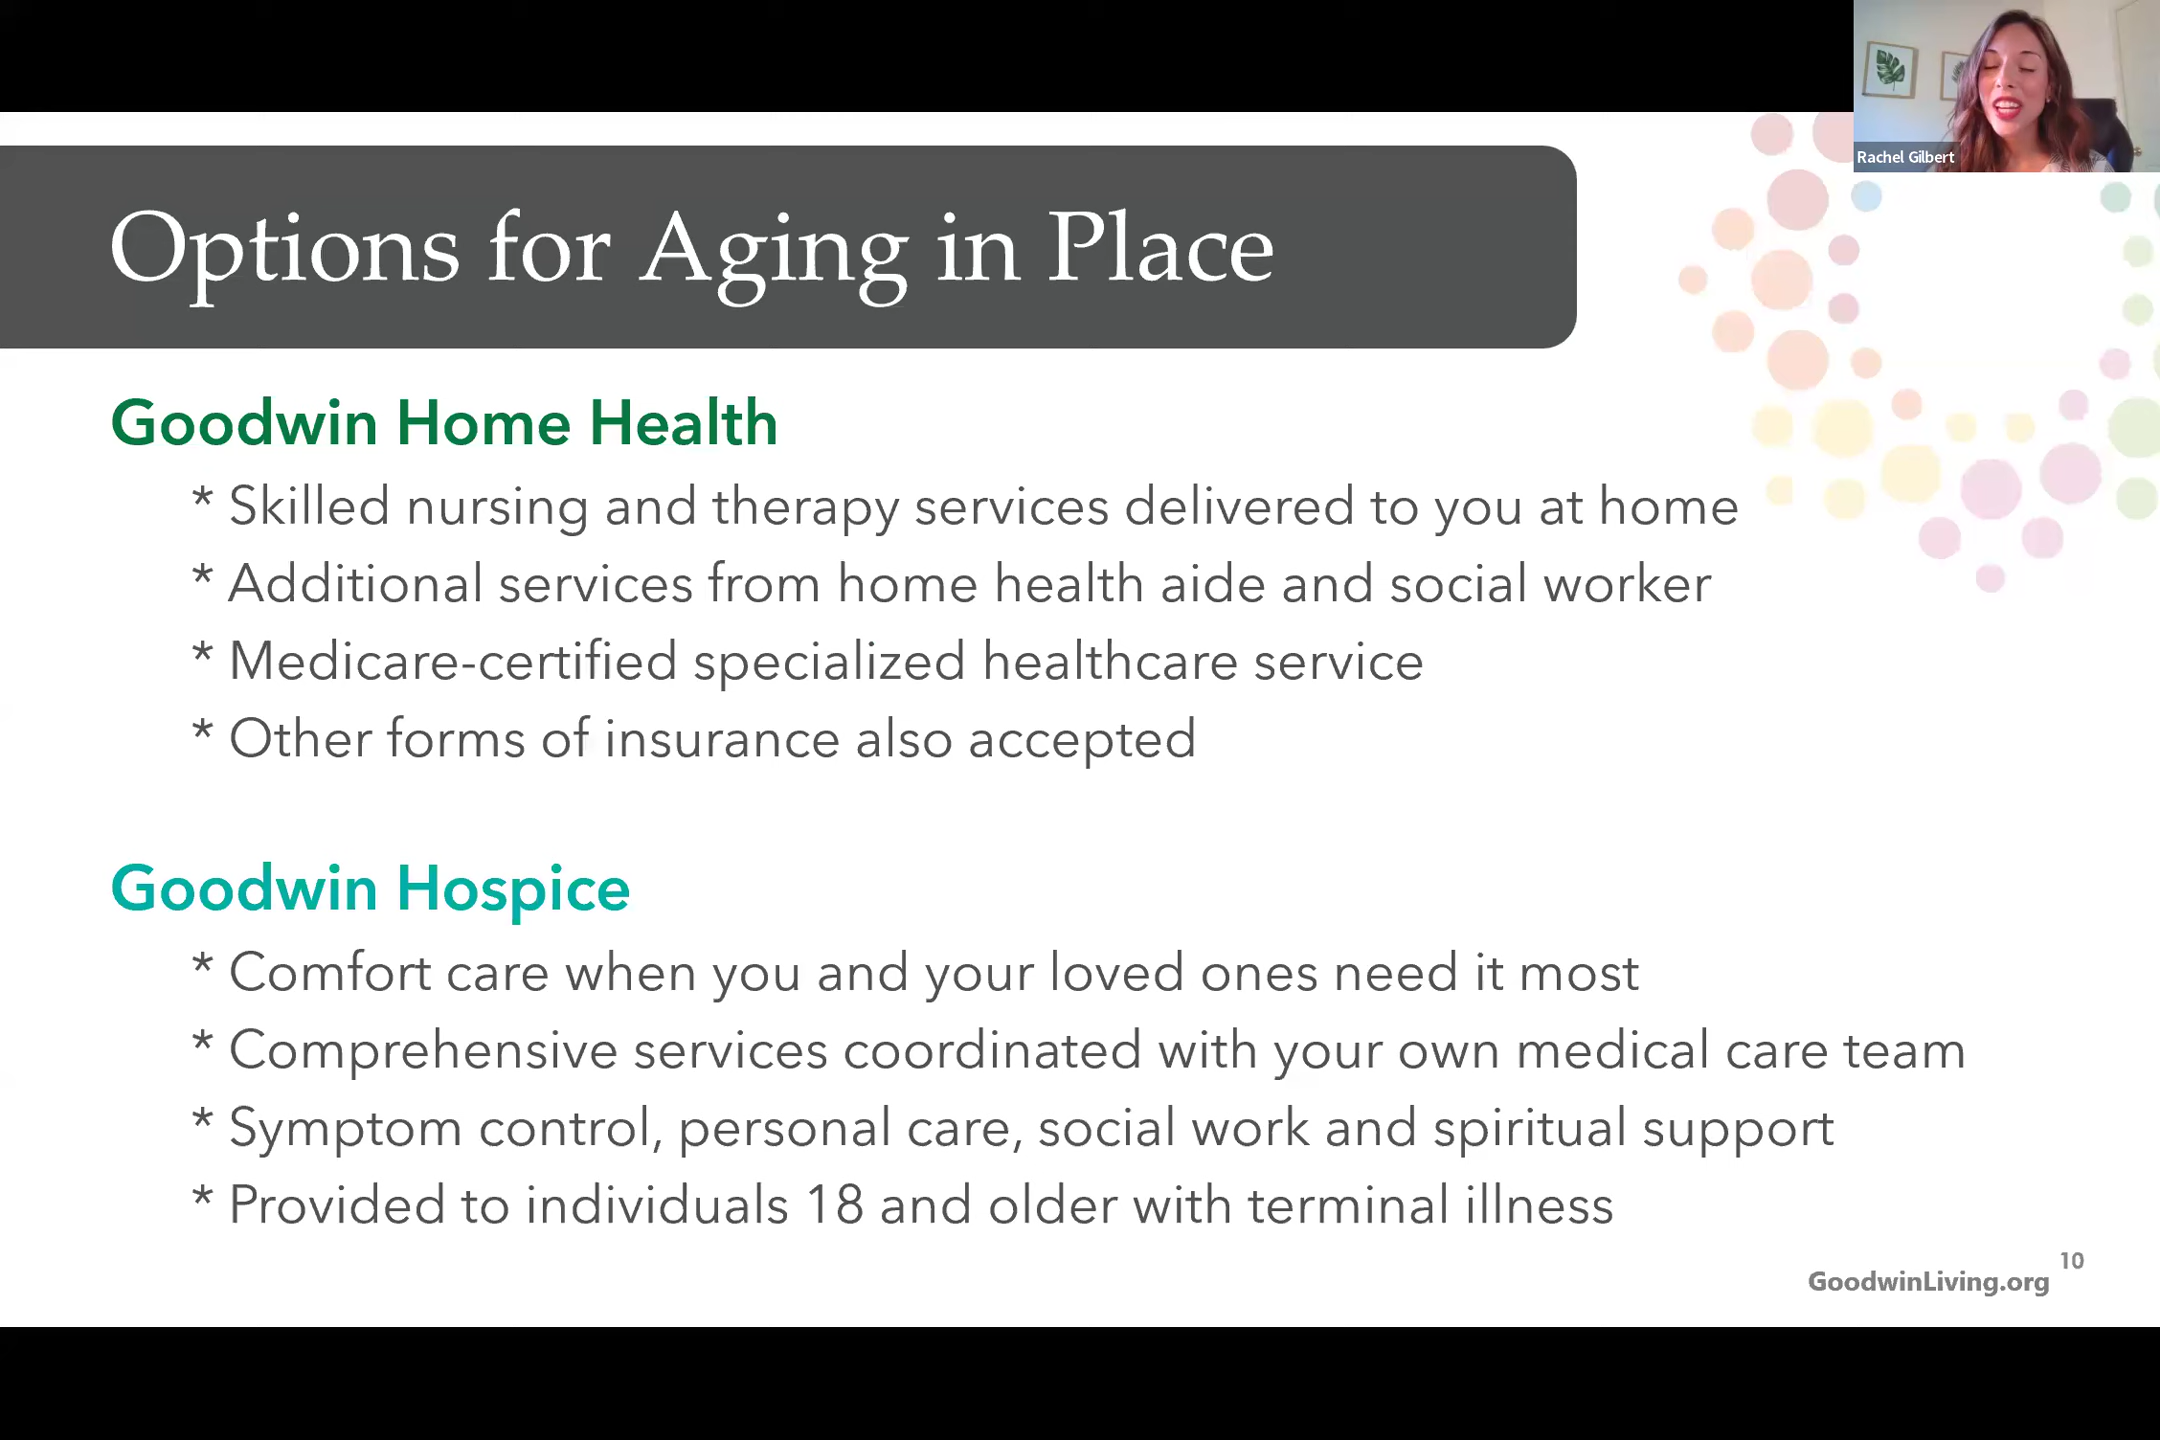 Rachel Gilbert
Options for Aging in Place
Goodwin Home Health
* Skilled nursing and therapy services delivered to you at home
* Additional services from home health aide and social worker
* Medicare-certified specialized healthcare service
* Other forms of insurance also accepted
Goodwin Hospice
* Comfort care when you and your loved ones need it most
* Comprehensive services coordinated with your own medical care team
* Symptom control, personal care, social work and spiritual support
* Provided to individuals 18 and older with terminal illness
10
GoodwinLiving.org